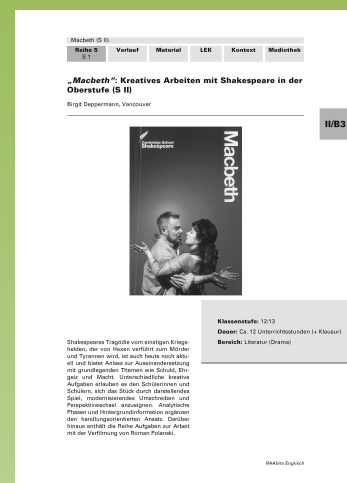 Macbeth (S II)
Reihe 5 Verlauf Material LEK Kontext Mediothek
S 1
„Macbeth“: Kreatives Arbeiten mit Shakespeare in der
Oberstufe (S II)
Birgit Deppermann, Vancouver
II/B3
Cambridge School
Shakespeare
Macbeth
Klassenstufe: 12/13
Dauer: Ca. 12 Unterrichtsstunden (+ Klausur)
Bereich: Literatur (Drama)
Shakespeares Tragödie vom einstigen Kriegs-
helden, der von Hexen verführt zum Mörder
und Tyrannen wird, ist auch heute noch aktu-
ell und bietet Anlass zur Auseinandersetzung
mit grundlegenden Themen wie Schuld, Ehr-
geiz und Macht. Unterschiedliche kreative
Aufgaben erlauben es den Schülerinnen und
Schülern, sich das Stück durch darstellendes
Spiel, modernisierendes Umschreiben und
Perspektivwechsel anzueignen. Analytische
Phasen und Hintergrundinformation ergänzen
den handlungsorientierten Ansatz. Darüber
hinaus enthält die Reihe Aufgaben zur Arbeit
mit der Verfilmung von Roman Polanski.
RAAbits Englisch